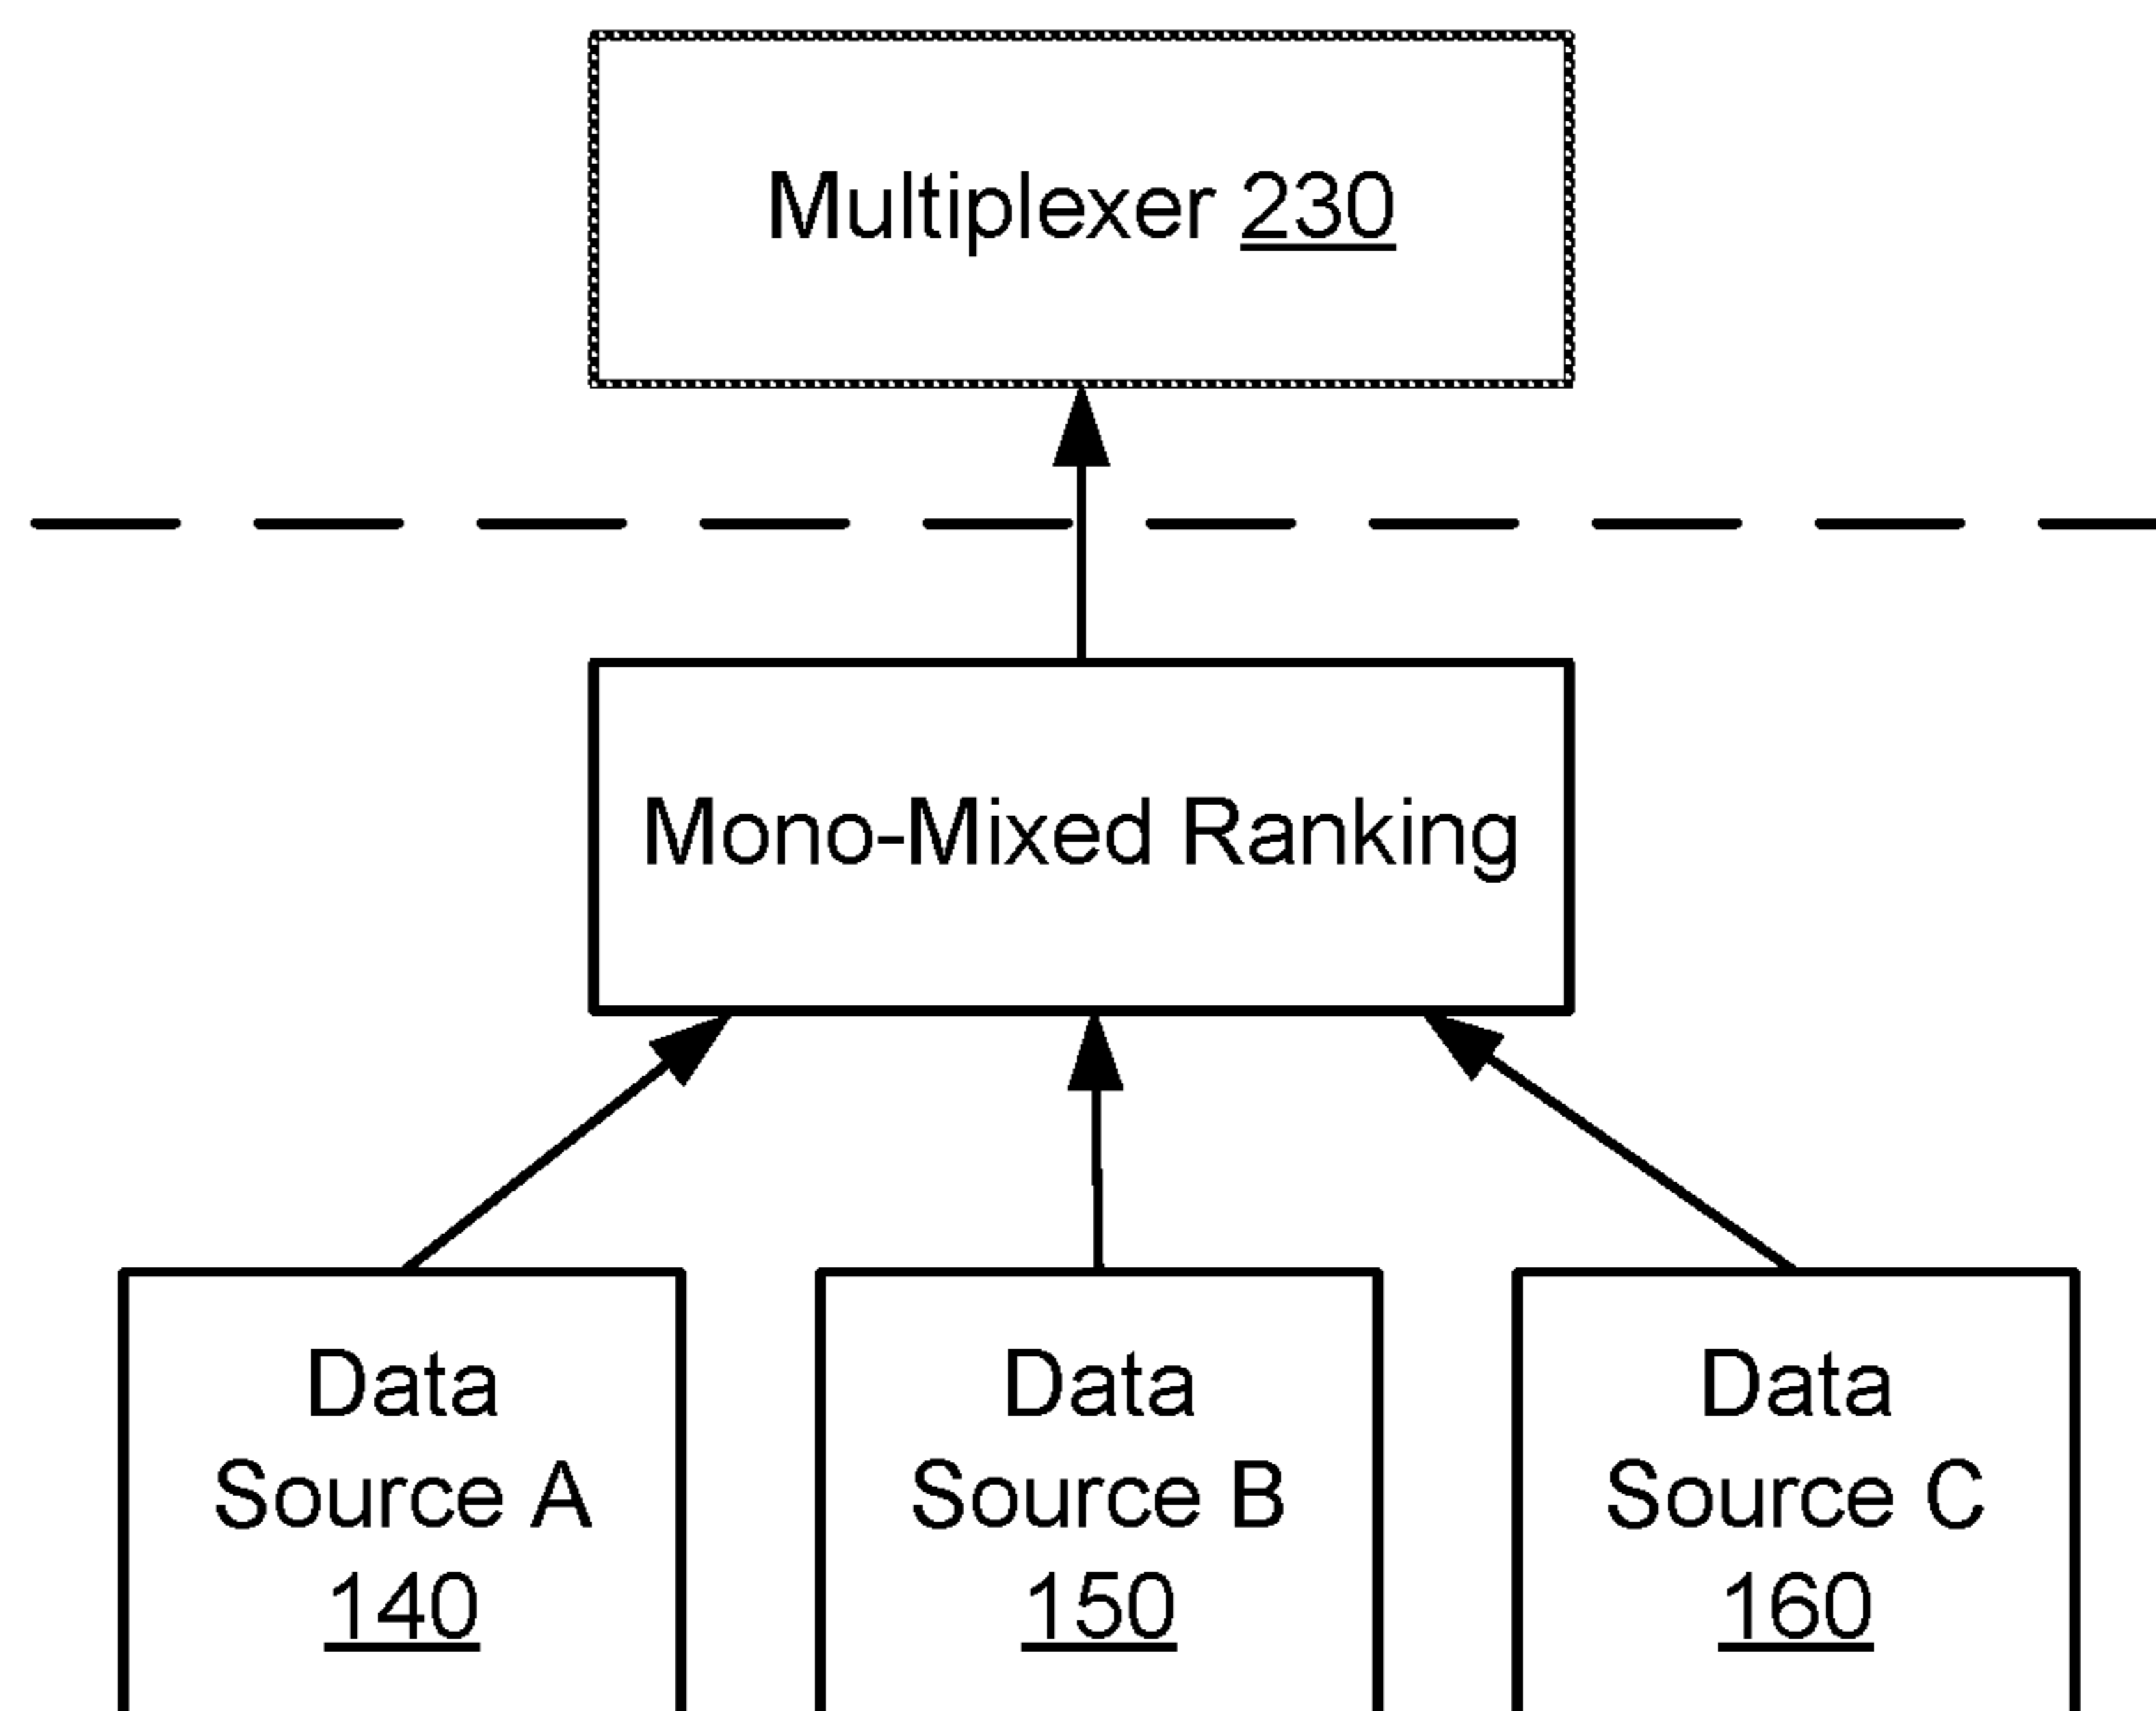 Multiplexer 230
Mono-Mixed Ranking
Data
Source A
140
Data
Source B
150
Data
Source C
160